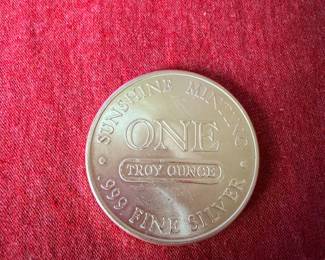 SUNSHINE MINTING
ONE
TROY OUNCE
.999 FINE SILVER